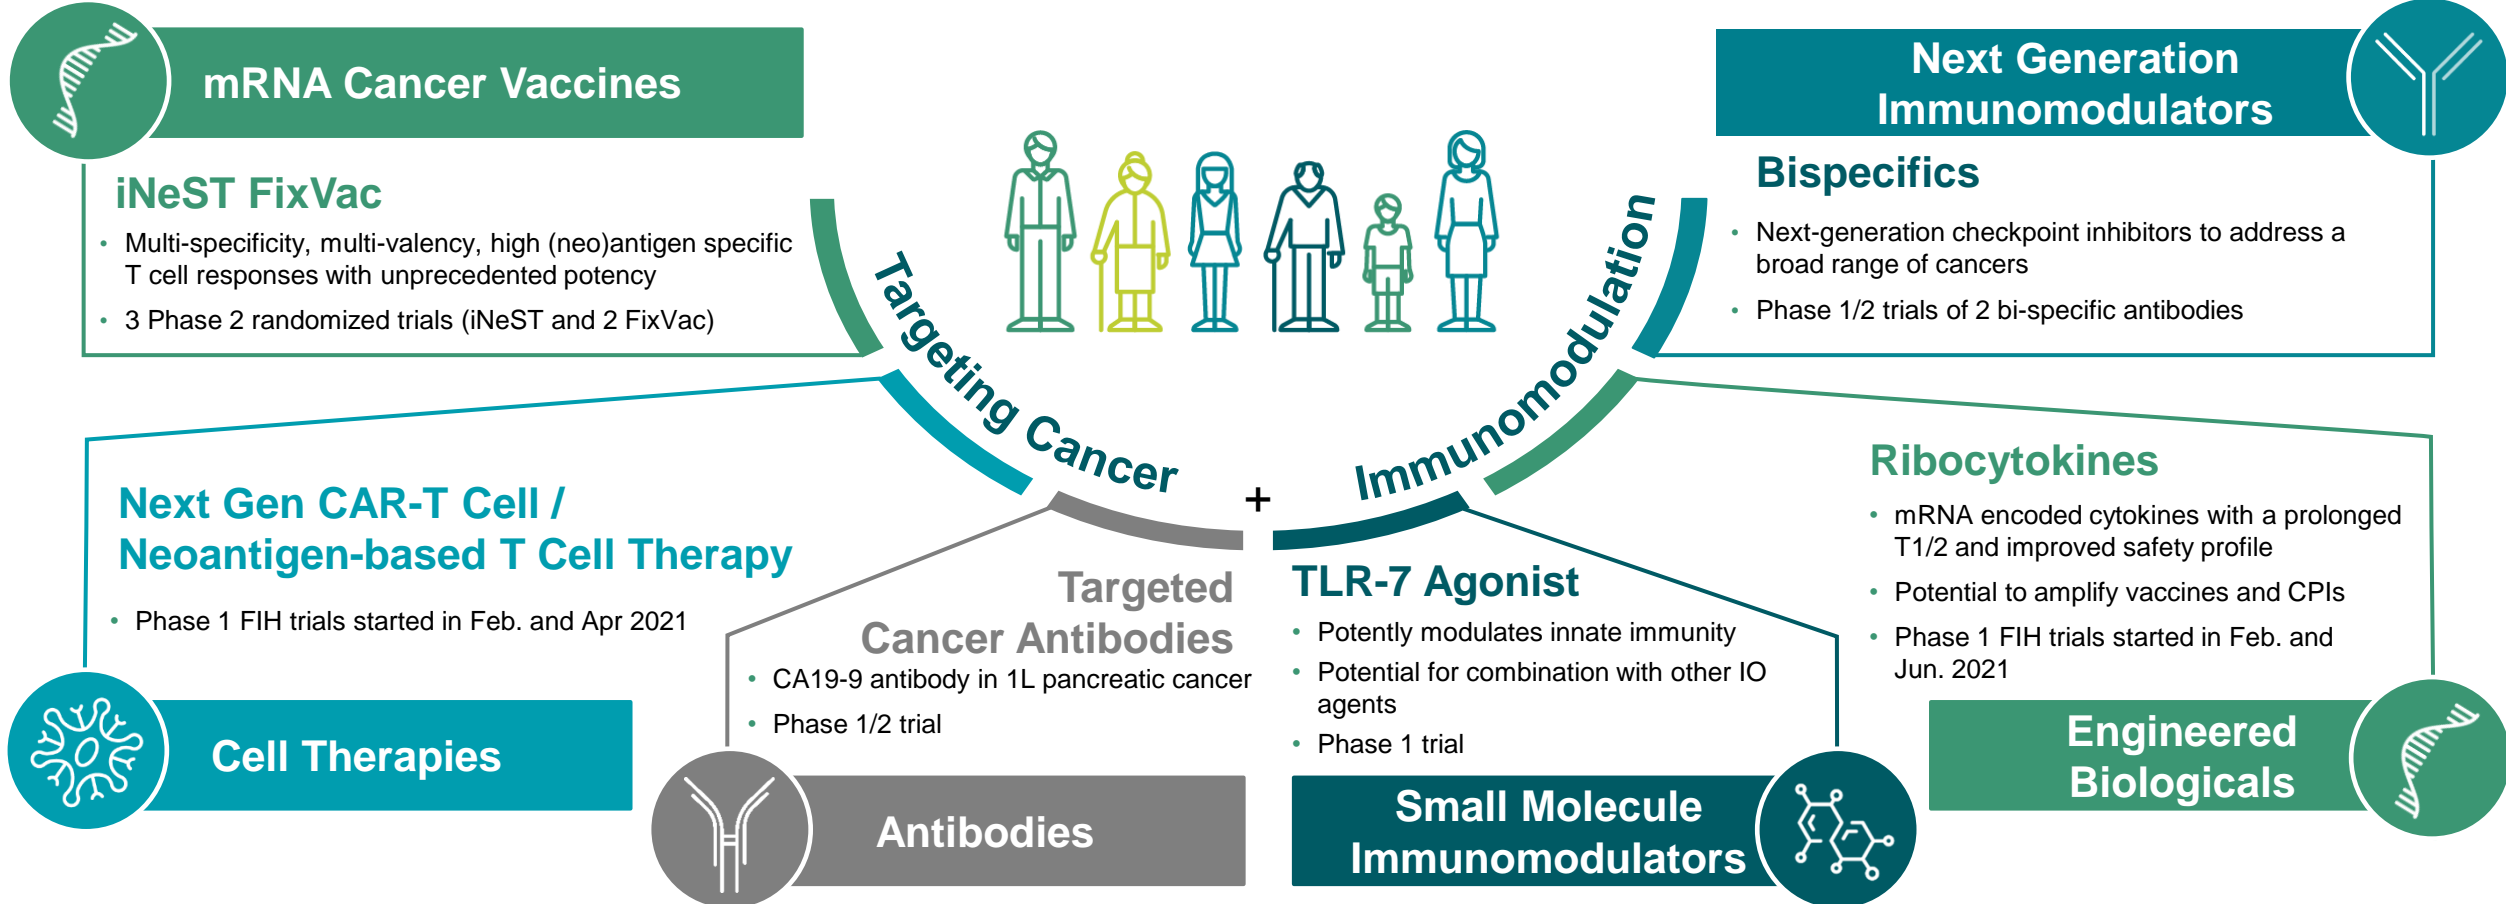 mRNA Cancer Vaccines
iNeST FixVac
• Multi-specificity, multi-valency, high (neo)antigen specific
T cell responses with unprecedented potency
• 3 Phase 2 randomized trials (iNeST and 2 FixVac)
Next Generation
Immunomodulators
Bispecifics
• Next-generation checkpoint inhibitors to address a
broad range of cancers
• Phase 1/2 trials of 2 bi-specific antibodies
Targeting Cancer
+
Immunomodulation
Next Gen CAR-T Cell /
Neoantigen-based T Cell Therapy
• Phase 1 FIH trials started in Feb. and Apr 2021
Cell Therapies
Targeted
Cancer Antibodies
• CA19-9 antibody in 1L pancreatic cancer
• Phase 1/2 trial
Antibodies
TLR-7 Agonist
• Potently modulates innate immunity
• Potential for combination with other IO
agents
• Phase 1 trial
Small Molecule
Immunomodulators
Ribocytokines
• mRNA encoded cytokines with a prolonged
T1/2 and improved safety profile
• Potential to amplify vaccines and CPIs
• Phase 1 FIH trials started in Feb. and
Jun. 2021
Engineered
Biologicals